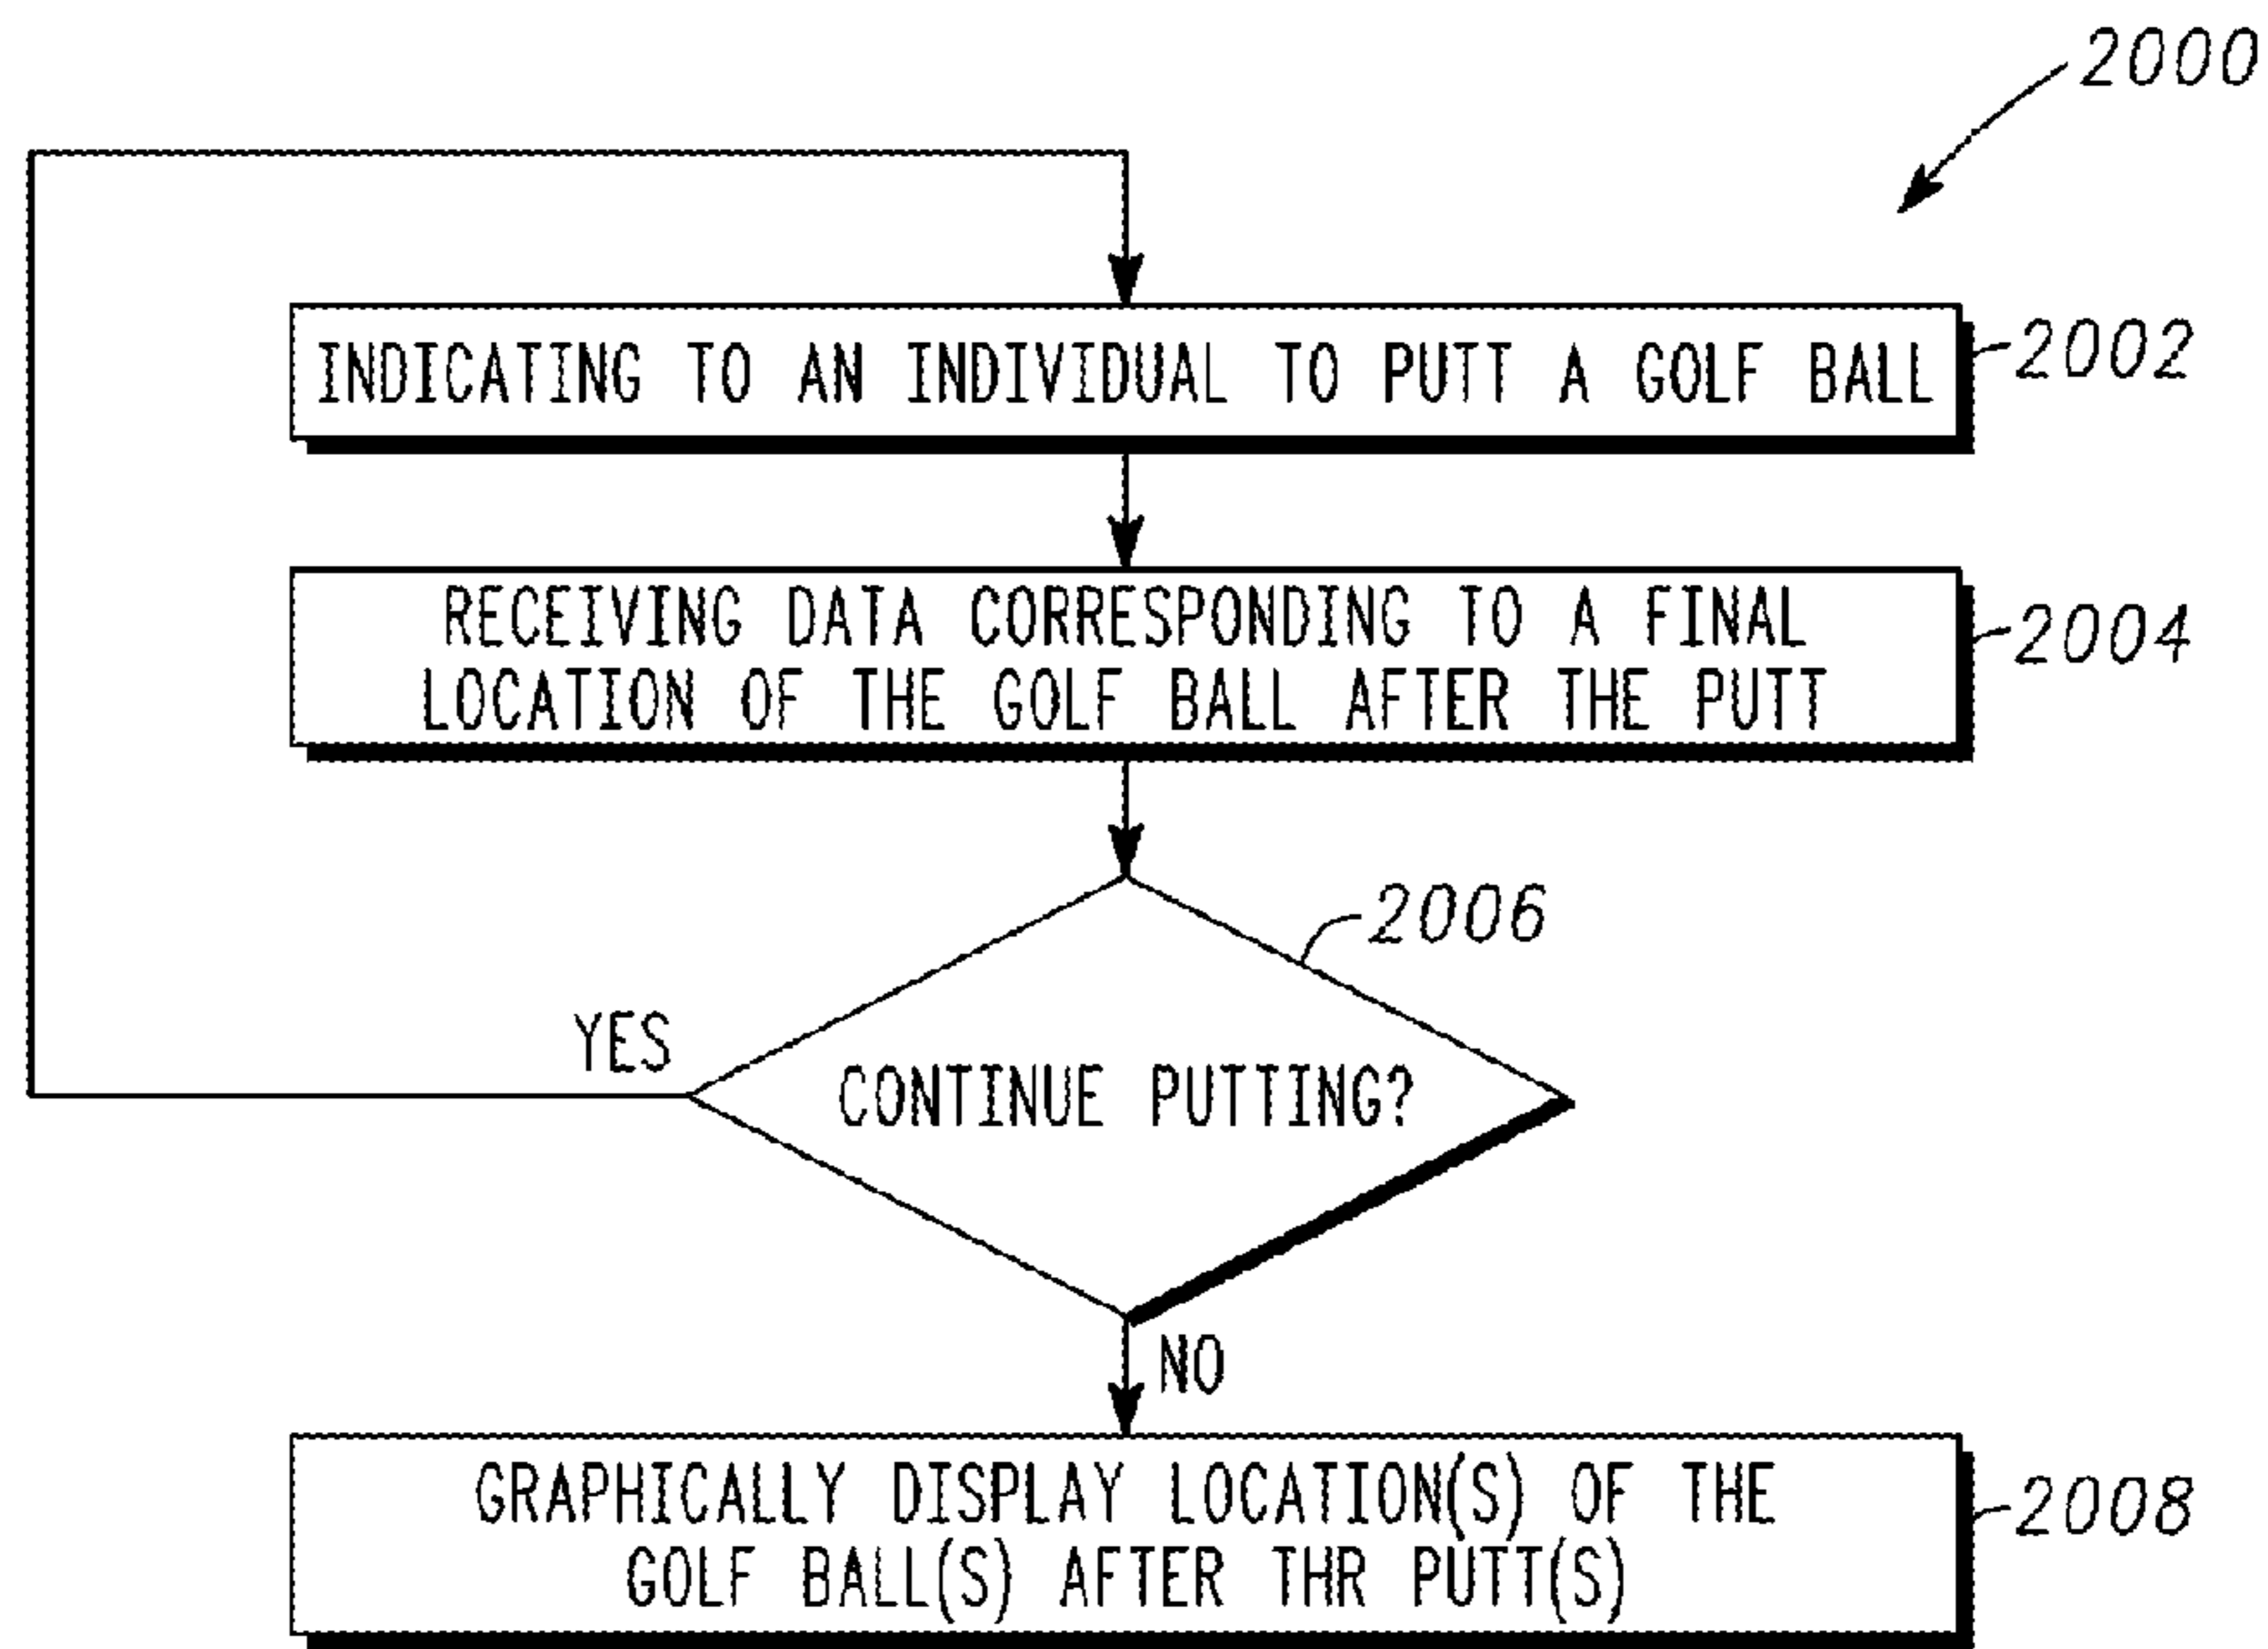 2000
INDICATING TO AN INDIVIDUAL TO PUTT A GOLF BALL
2002
RECEIVING DATA CORRESPONDING TO A FINAL
LOCATION OF THE GOLF BALL AFTER THE PUTT
2004
2006
YES
CONTINUE PUTTING?
NO
GRAPHICALLY DISPLAY LOCATION(S) OF THE
GOLF BALL(S) AFTER THR PUTT(S)
2008